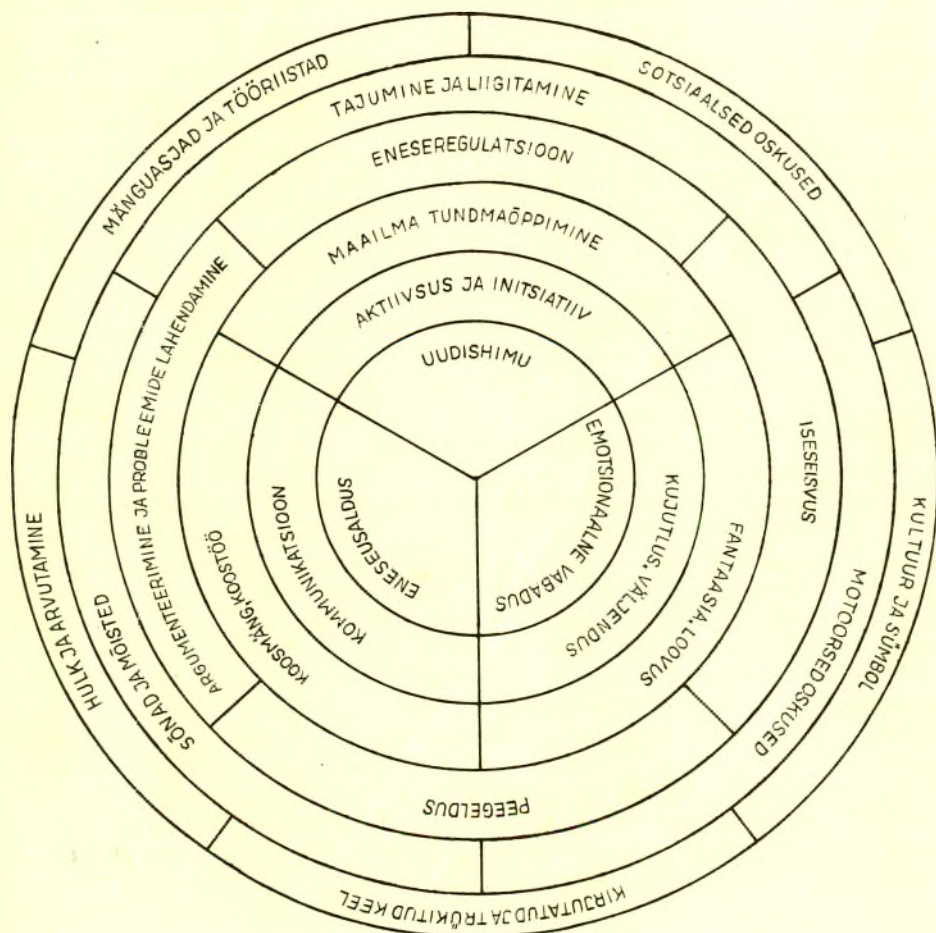 MÄNGUASJAD JA TÖÖRIISTAD
SOTSIAALSED OSKUSED
KULTUUR JA SÜMBOL
KIRJUTATUD JA TRÜKITUD KEEL
HULK JA ARVUTAMINE
TAJUMINE JA LIIGITAMINE
MOTOORSED OSKUSED
SÕNAD JA MÕISTED
ENESEREGULATSIOON
ISESEISVUS
PEEGELDUS
ARGUMENTEERIMINE JA PROBLEEMIDE LAHENDAMINE
MAAILMA TUNDMAÕPPIMINE
FANTAASIA, LOOVUS
KOOSMÄNG, KOOSTÖÖ
AKTIIVSUS JA INITSIATIIV
KUJUTLUS, VÄLJENDUS
KOMMUNIKATSIOON
UUDISHIMU
EMOTSIONAALNE VABADUS
ENESEUSALDUS